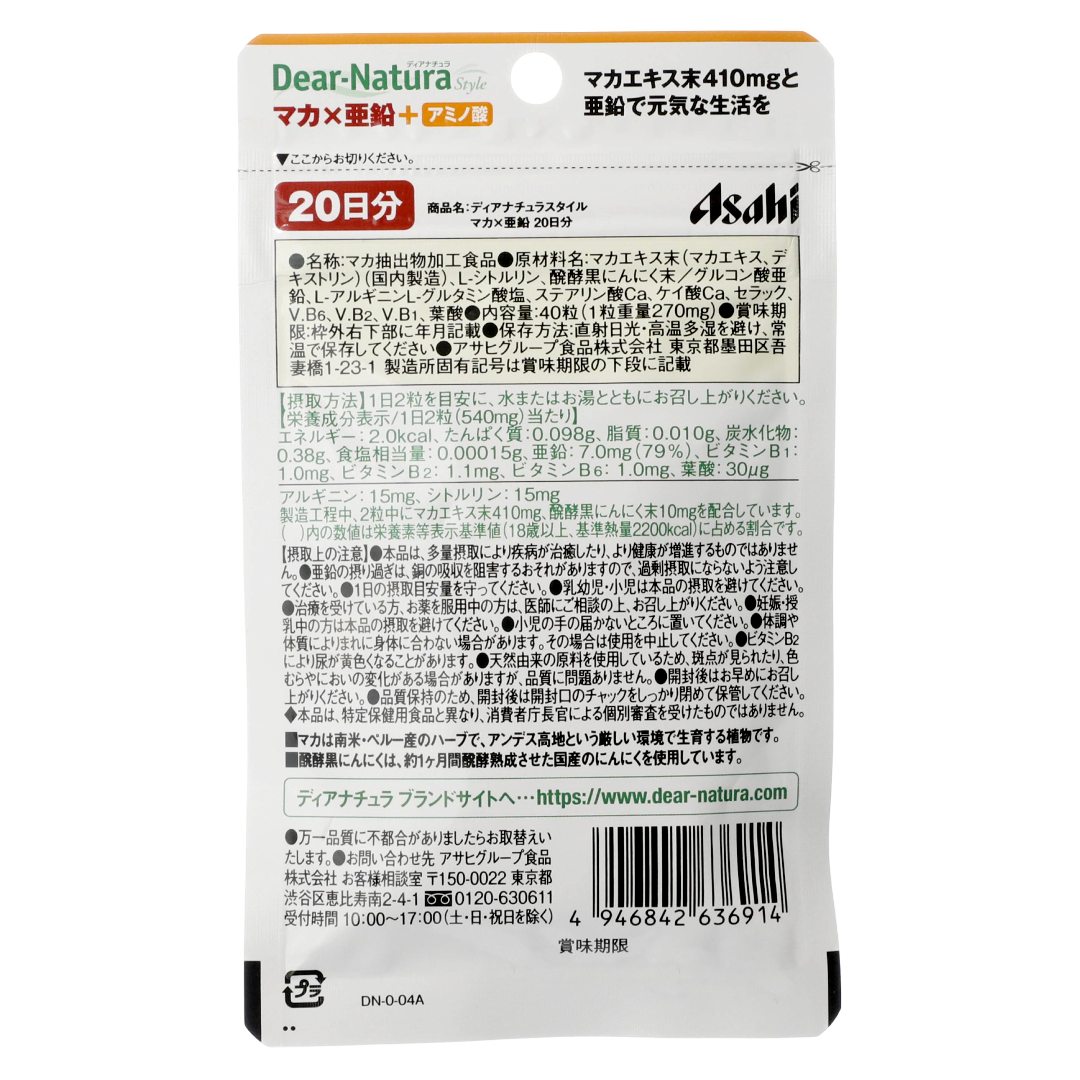 ディアナチュラ
Dear-Natura Style
マカ×亜鉛＋アミノ酸
マカエキス末410mgと
亜鉛で元気な生活を
▼ここからお切りください。
20日分
商品名：ディアナチュラスタイル
マカ×亜鉛 20日分
Asahi
●名称：マカ抽出物加工食品●原材料名：マカエキス末（マカエキス、デ
キストリン）（国内製造）、L-シトルリン、醗酵黒にんにく末／グルコン酸亜
鉛、L-アルギニンL-グルタミン酸塩、ステアリン酸Ca、ケイ酸Ca、セラック、
V.B6、V.B2、V.B1、葉酸●内容量：40粒（1粒重量270mg）●賞味期
限：枠外右下部に年月記載●保存方法：直射日光・高温多湿を避け、常
温で保存してください●アサヒグループ食品株式会社 東京都墨田区吾
妻橋1-23-1 製造所固有記号は賞味期限の下段に記載
【摂取方法】1日2粒を目安に、水またはお湯とともにお召し上がりください。
【栄養成分表示/1日2粒（540mg）当たり】
エネルギー：2.0kcal、たんぱく質：0.098g、脂質：0.010g、炭水化物：
0.38g、食塩相当量：0.00015g、亜鉛：7.0mg（79%）、ビタミンB1：
1.0mg、ビタミンB2：1.1mg、ビタミンB6：1.0mg、葉酸：30μg
アルギニン：15mg、シトルリン：15mg
製造工程中、2粒中にマカエキス末410mg、醗酵黒にんにく末10mgを配合しています。
（ ）内の数値は栄養素等表示基準値（18歳以上、基準熱量2200kcal）に占める割合です。
【摂取上の注意】●本品は、多量摂取により疾病が治癒したり、より健康が増進するものではありませ
ん。●亜鉛の摂り過ぎは、銅の吸収を阻害するおそれがありますので、過剰摂取にならないよう注意し
てください。●1日の摂取目安量を守ってください。●乳幼児・小児は本品の摂取を避けてください。
●治療を受けている方、お薬を服用中の方は、医師にご相談の上、お召し上がりください。●妊娠・授
乳中の方は本品の摂取を避けてください。●小児の手の届かないところに置いてください。●体調や
体質によりまれに身体に合わない場合があります。その場合は使用を中止してください。●ビタミンB2
により尿が黄色くなることがあります。●天然由来の原料を使用しているため、斑点が見られたり、色
むらやにおいの変化がある場合がありますが、品質に問題ありません。●開封後はお早めにお召し
上がりください。●品質保持のため、開封後は開封口のチャックをしっかり閉めて保管してください。
◆本品は、特定保健用食品と異なり、消費者庁長官による個別審査を受けたものではありません。
■マカは南米・ペルー産のハーブで、アンデス高地という厳しい環境で生育する植物です。
■醗酵黒にんにくは、約1ヶ月間醗酵熟成させた国産のにんにくを使用しています。
ディアナチュラ ブランドサイトへ…https://www.dear-natura.com
●万一品質に不都合がありましたらお取替えい
たします。●お問い合わせ先 アサヒグループ食品
株式会社 お客様相談室 〒150-0022 東京都
渋谷区恵比寿南2-4-1 0120-630611
受付時間 10:00～17:00（土・日・祝日を除く）
4 946842 636914
賞味期限
プラ
DN-0-04A